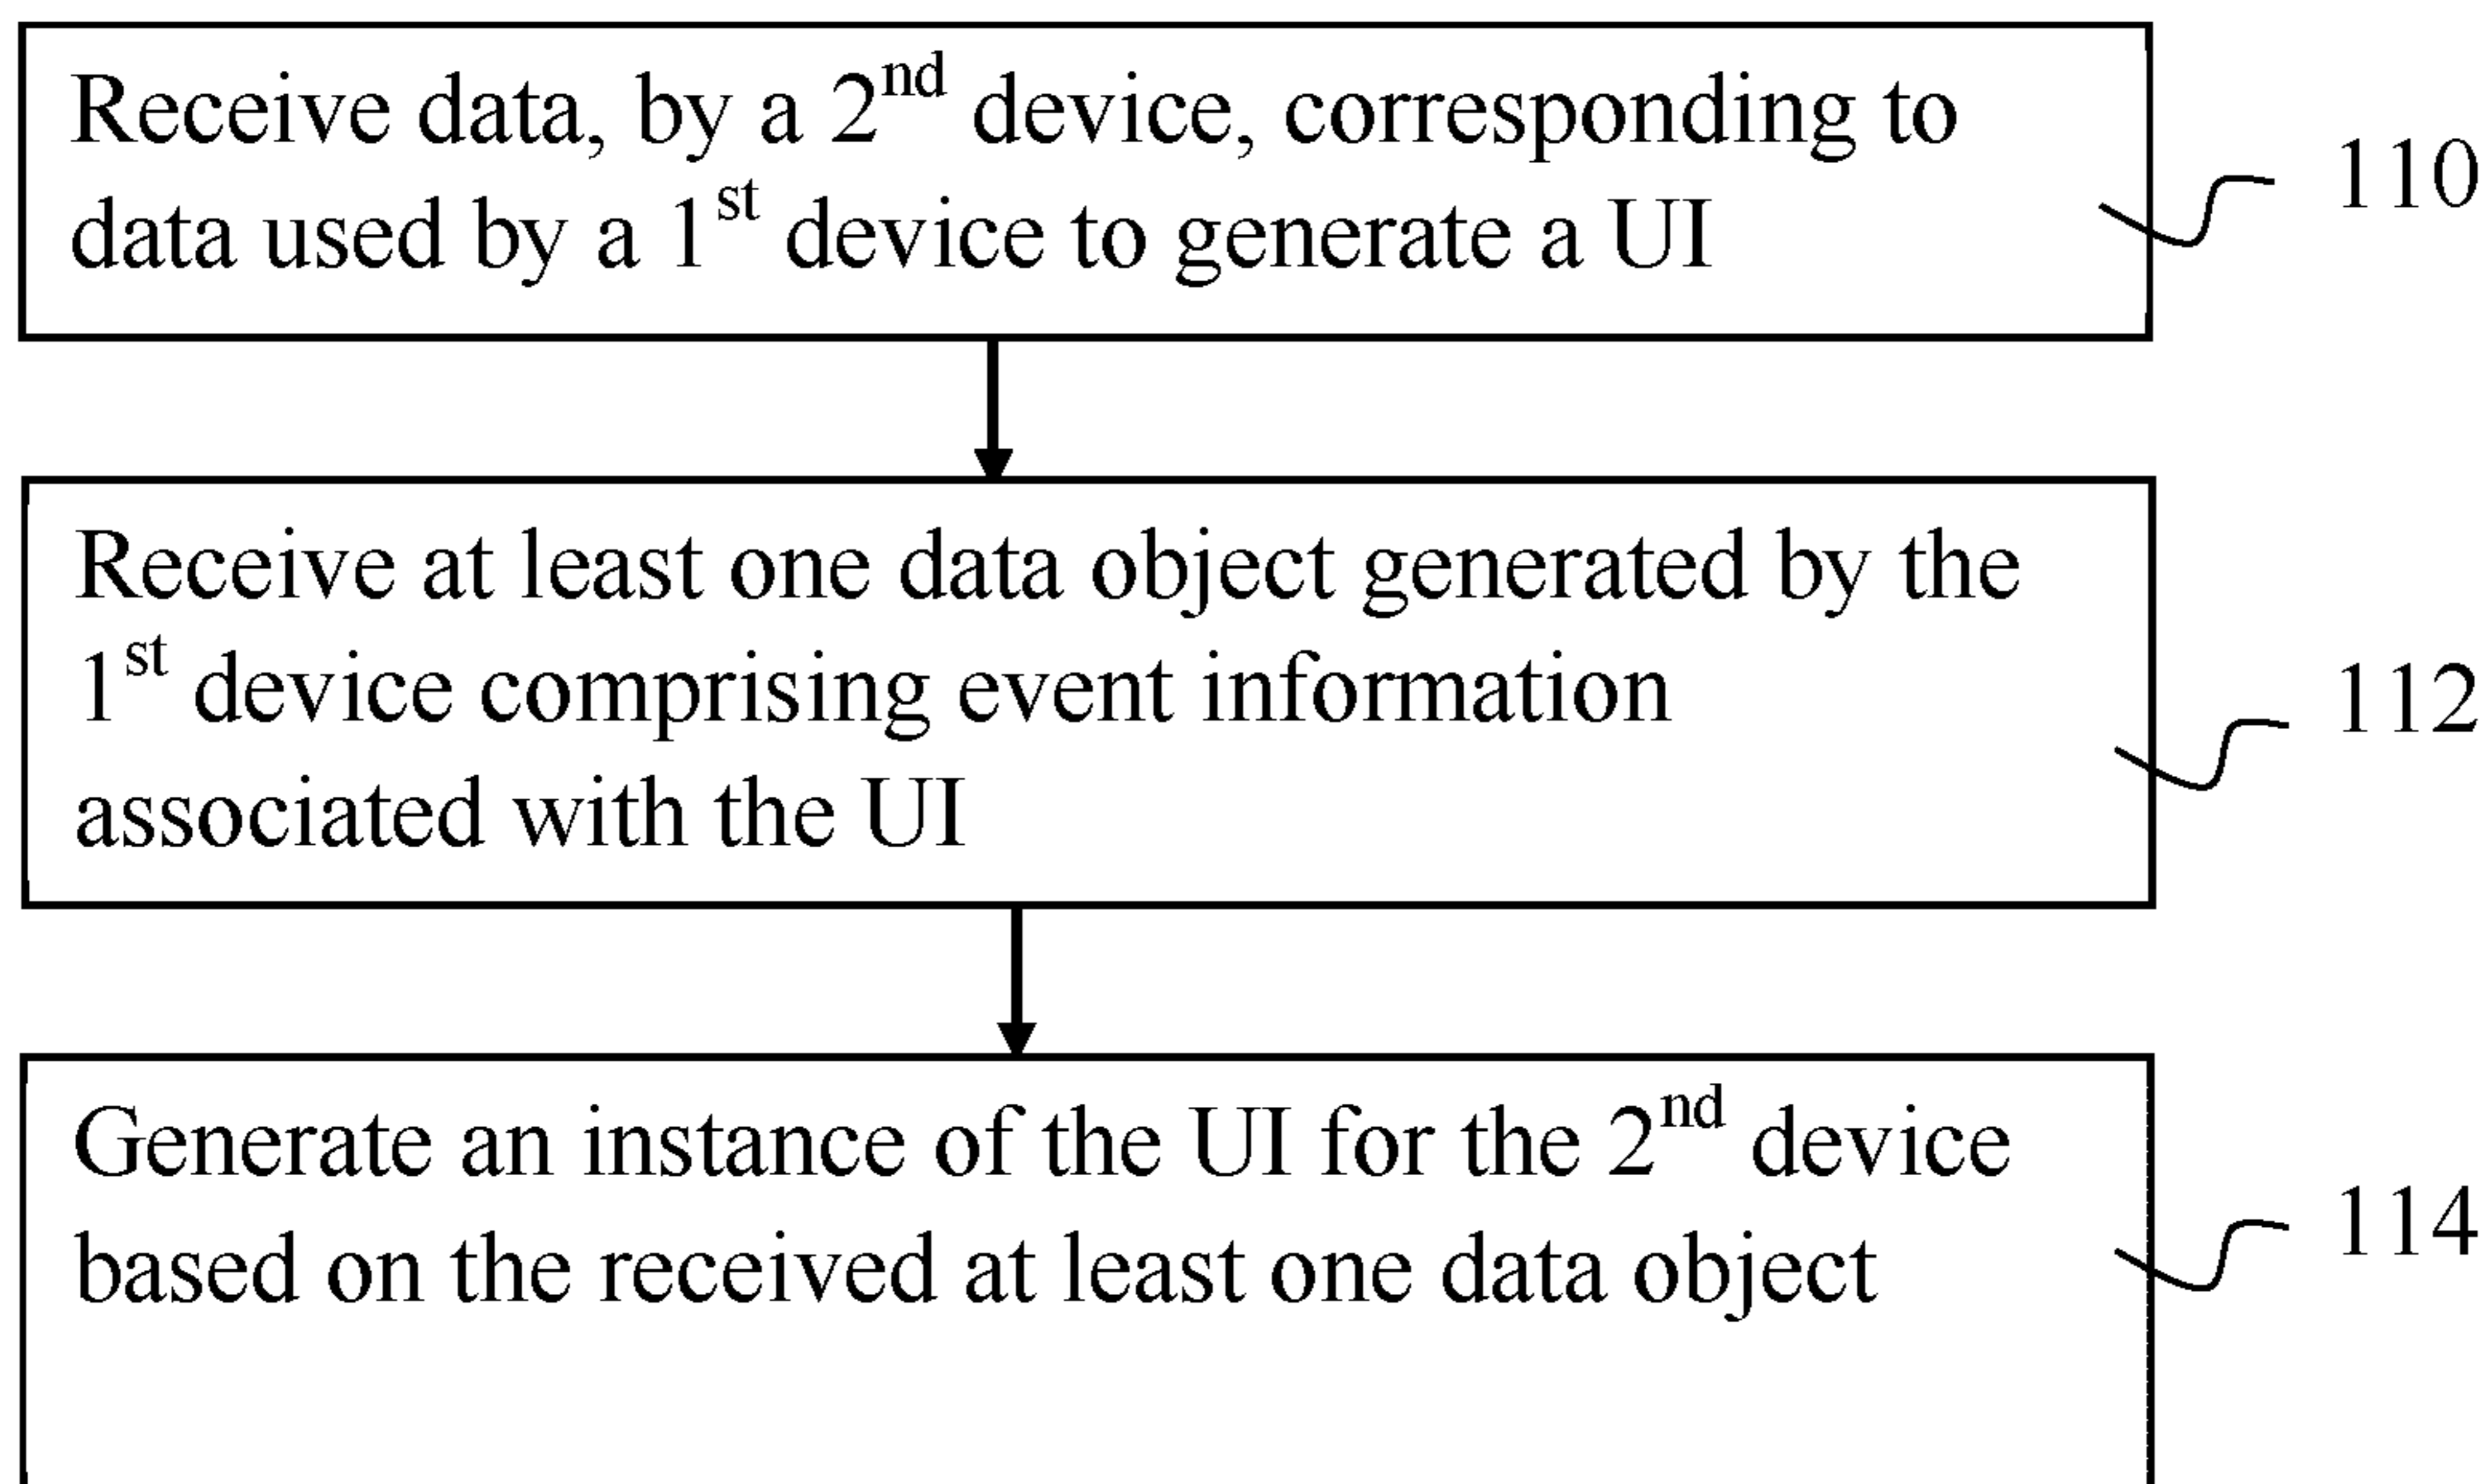 Receive data, by a 2nd device, corresponding to
data used by a 1st device to generate a UI
110
Receive at least one data object generated by the
1st device comprising event information
associated with the UI
112
Generate an instance of the UI for the 2nd device
based on the received at least one data object
114